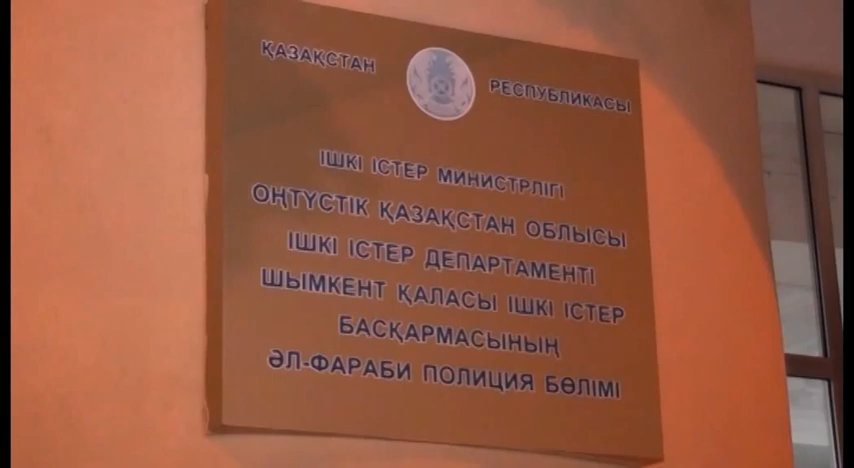 ҚАЗАҚСТАН РЕСПУБЛИКАСЫ
ІШКІ ІСТЕР МИНИСТРЛІГІ
ОҢТҮСТІК ҚАЗАҚСТАН ОБЛЫСЫ
ІШКІ ІСТЕР ДЕПАРТАМЕНТІ
ШЫМКЕНТ ҚАЛАСЫ ІШКІ ІСТЕР
БАСҚАРМАСЫНЫҢ
ӘЛ-ФАРАБИ ПОЛИЦИЯ БӨЛІМІ